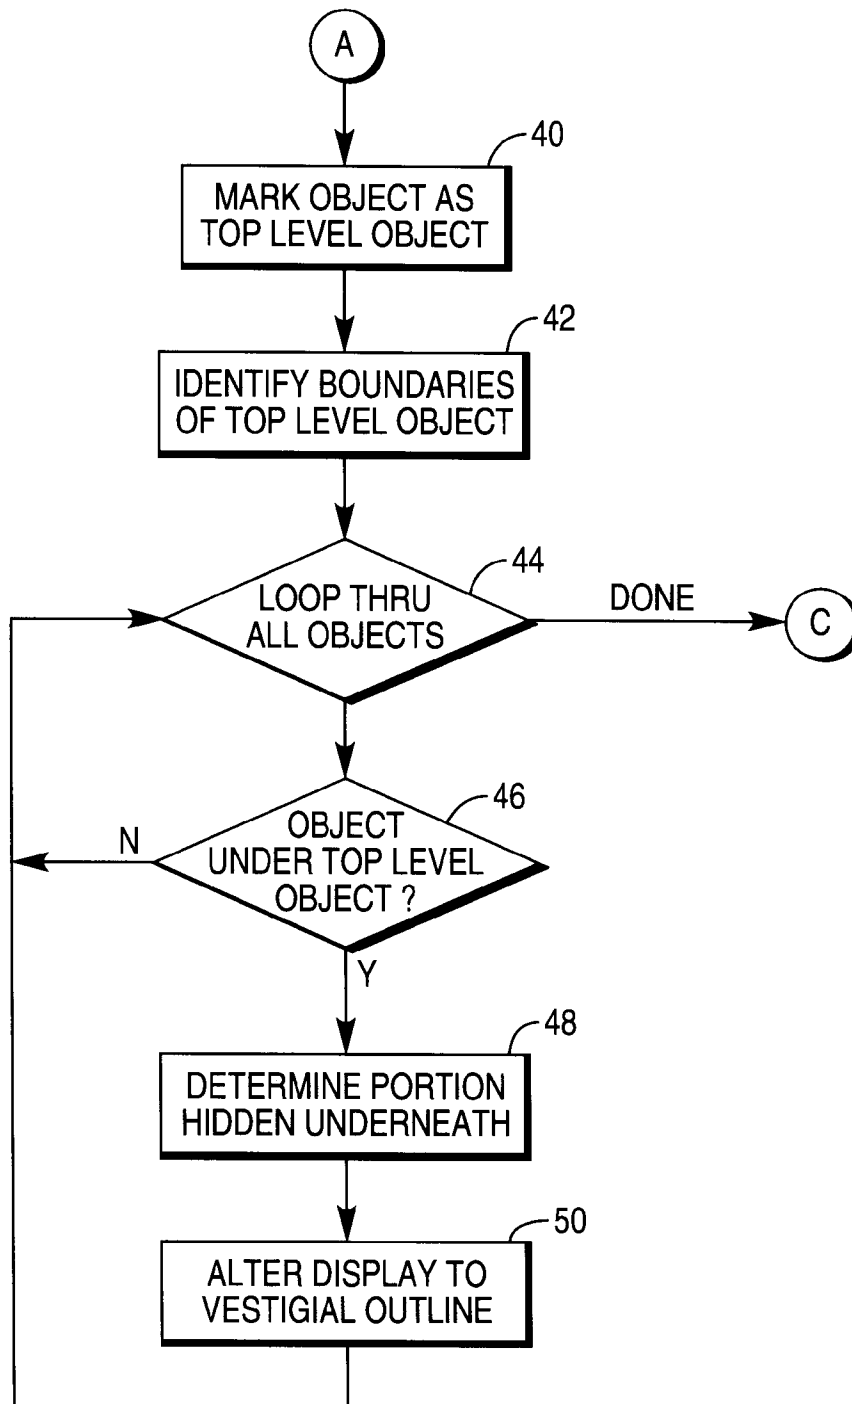 A
40
MARK OBJECT AS
TOP LEVEL OBJECT
42
IDENTIFY BOUNDARIES
OF TOP LEVEL OBJECT
44
LOOP THRU
ALL OBJECTS
DONE
C
46
OBJECT
UNDER TOP LEVEL
OBJECT ?
N
Y
48
DETERMINE PORTION
HIDDEN UNDERNEATH
50
ALTER DISPLAY TO
VESTIGIAL OUTLINE